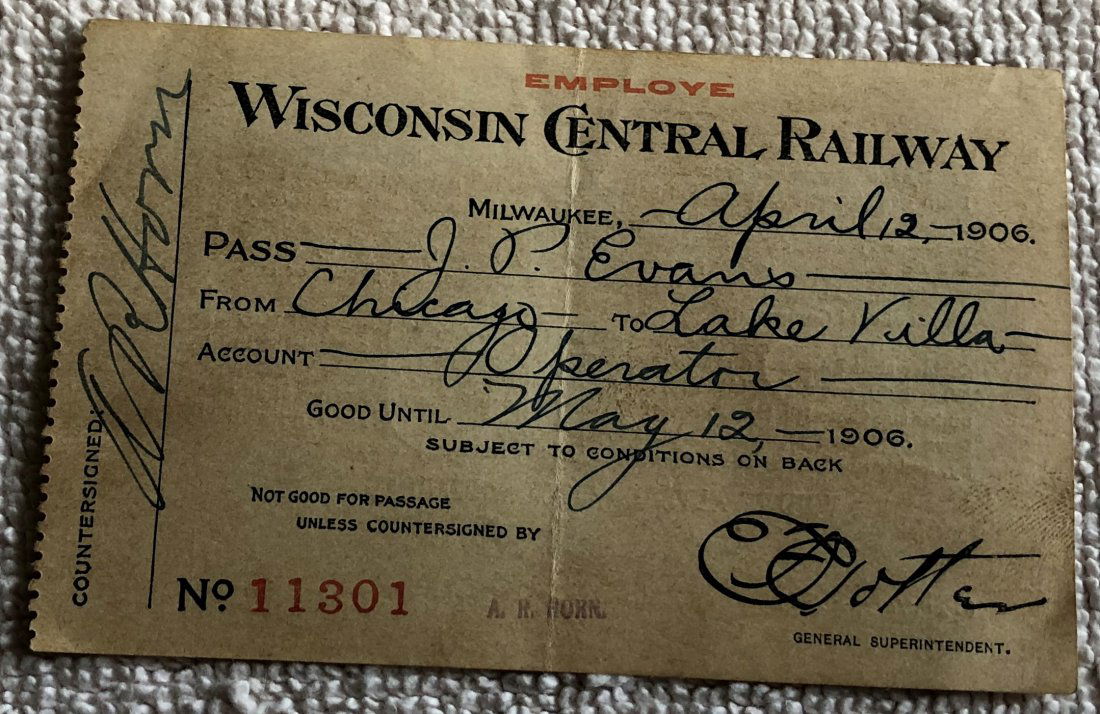 EMPLOYE
WISCONSIN CENTRAL RAILWAY
MILWAUKEE, April 12, 1906.
PASS J. P. Evans
FROM Chicago TO Lake Villa
ACCOUNT Operator
GOOD UNTIL May 12, 1906.
SUBJECT TO CONDITIONS ON BACK
NOT GOOD FOR PASSAGE
UNLESS COUNTERSIGNED BY
No 11301
A. R. HORN.
GENERAL SUPERINTENDENT.
COUNTERSIGNED: A R Horn